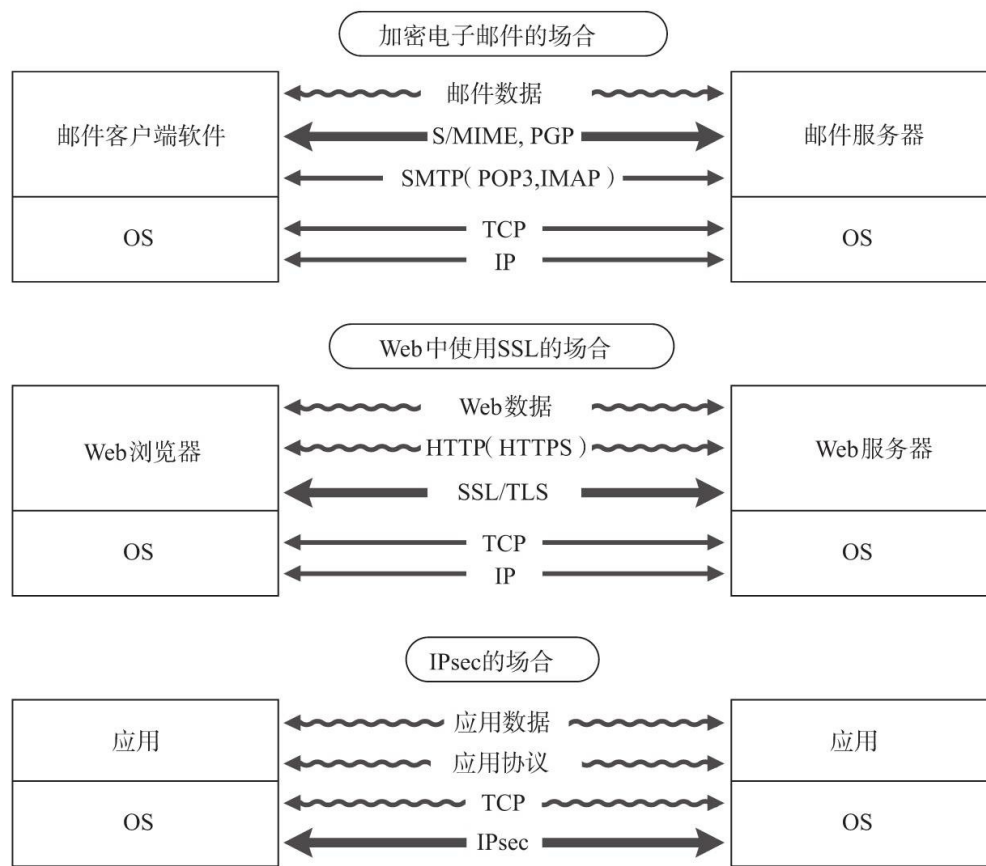 加密电子邮件的场合
邮件数据
邮件客户端软件
S/MIME, PGP
邮件服务器
SMTP( POP3,IMAP )
OS
TCP
OS
IP
Web中使用SSL的场合
Web数据
Web浏览器
HTTP( HTTPS )
Web服务器
SSL/TLS
OS
TCP
OS
IP
IPsec的场合
应用数据
应用
应用
应用协议
TCP
OS
OS
IPsec